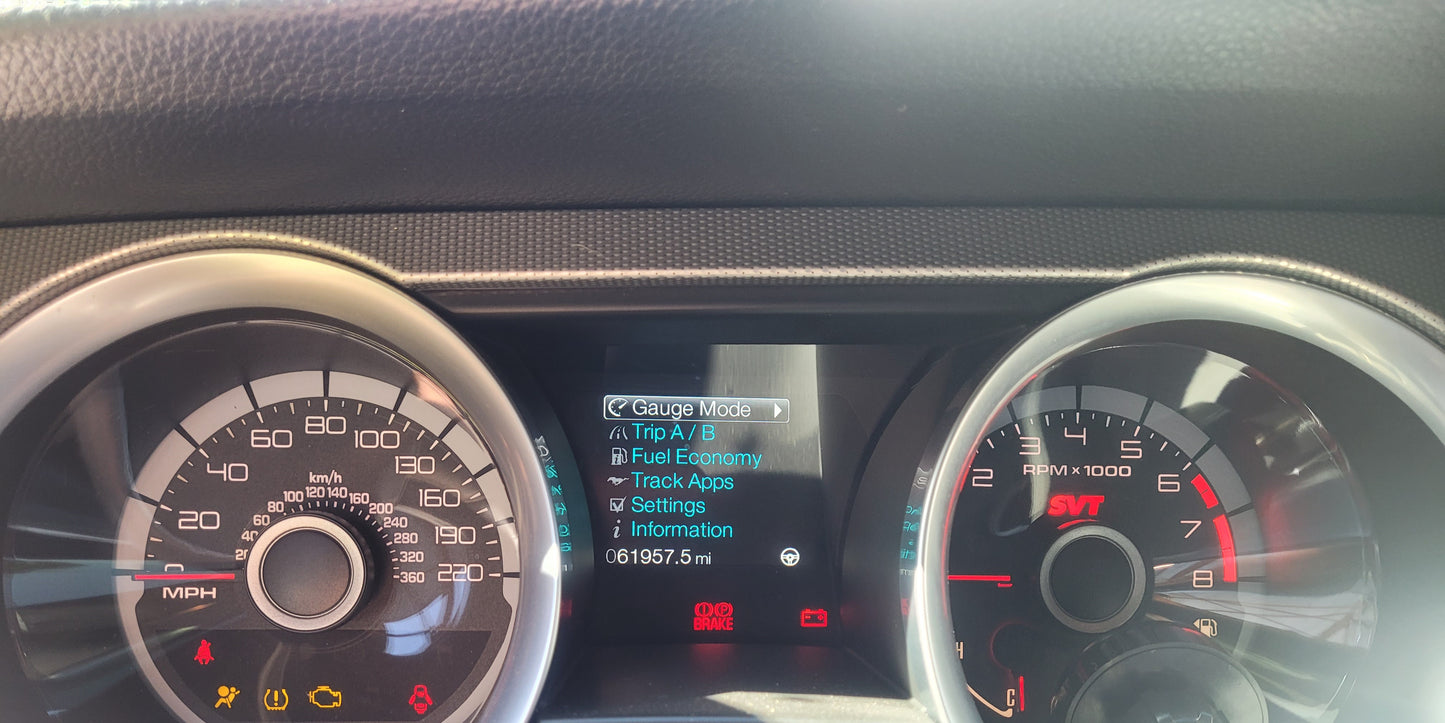 Gauge Mode
Trip A / B
Fuel Economy
Track Apps
Settings
Information
061957.5 mi
BRAKE
20
40
60
80
100
130
160
190
220
MPH
km/h
60
80
100
120
140
160
200
240
280
320
360
2
3
4
5
6
7
8
RPM x 1000
SVT
H
C